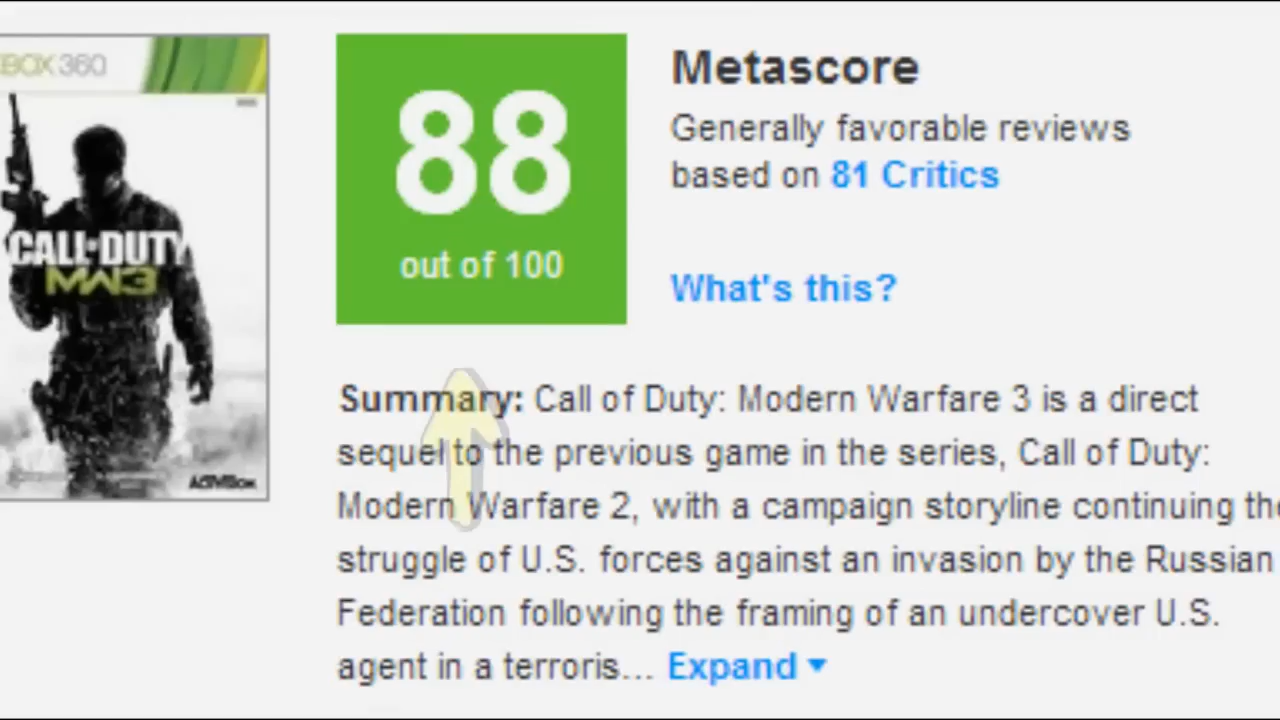 XBOX 360
CALL OF DUTY
MW3
ACTIVISION
88
out of 100
Metascore
Generally favorable reviews
based on 81 Critics
What's this?
Summary: Call of Duty: Modern Warfare 3 is a direct
sequel to the previous game in the series, Call of Duty:
Modern Warfare 2, with a campaign storyline continuing the
struggle of U.S. forces against an invasion by the Russian
Federation following the framing of an undercover U.S.
agent in a terroris... Expand